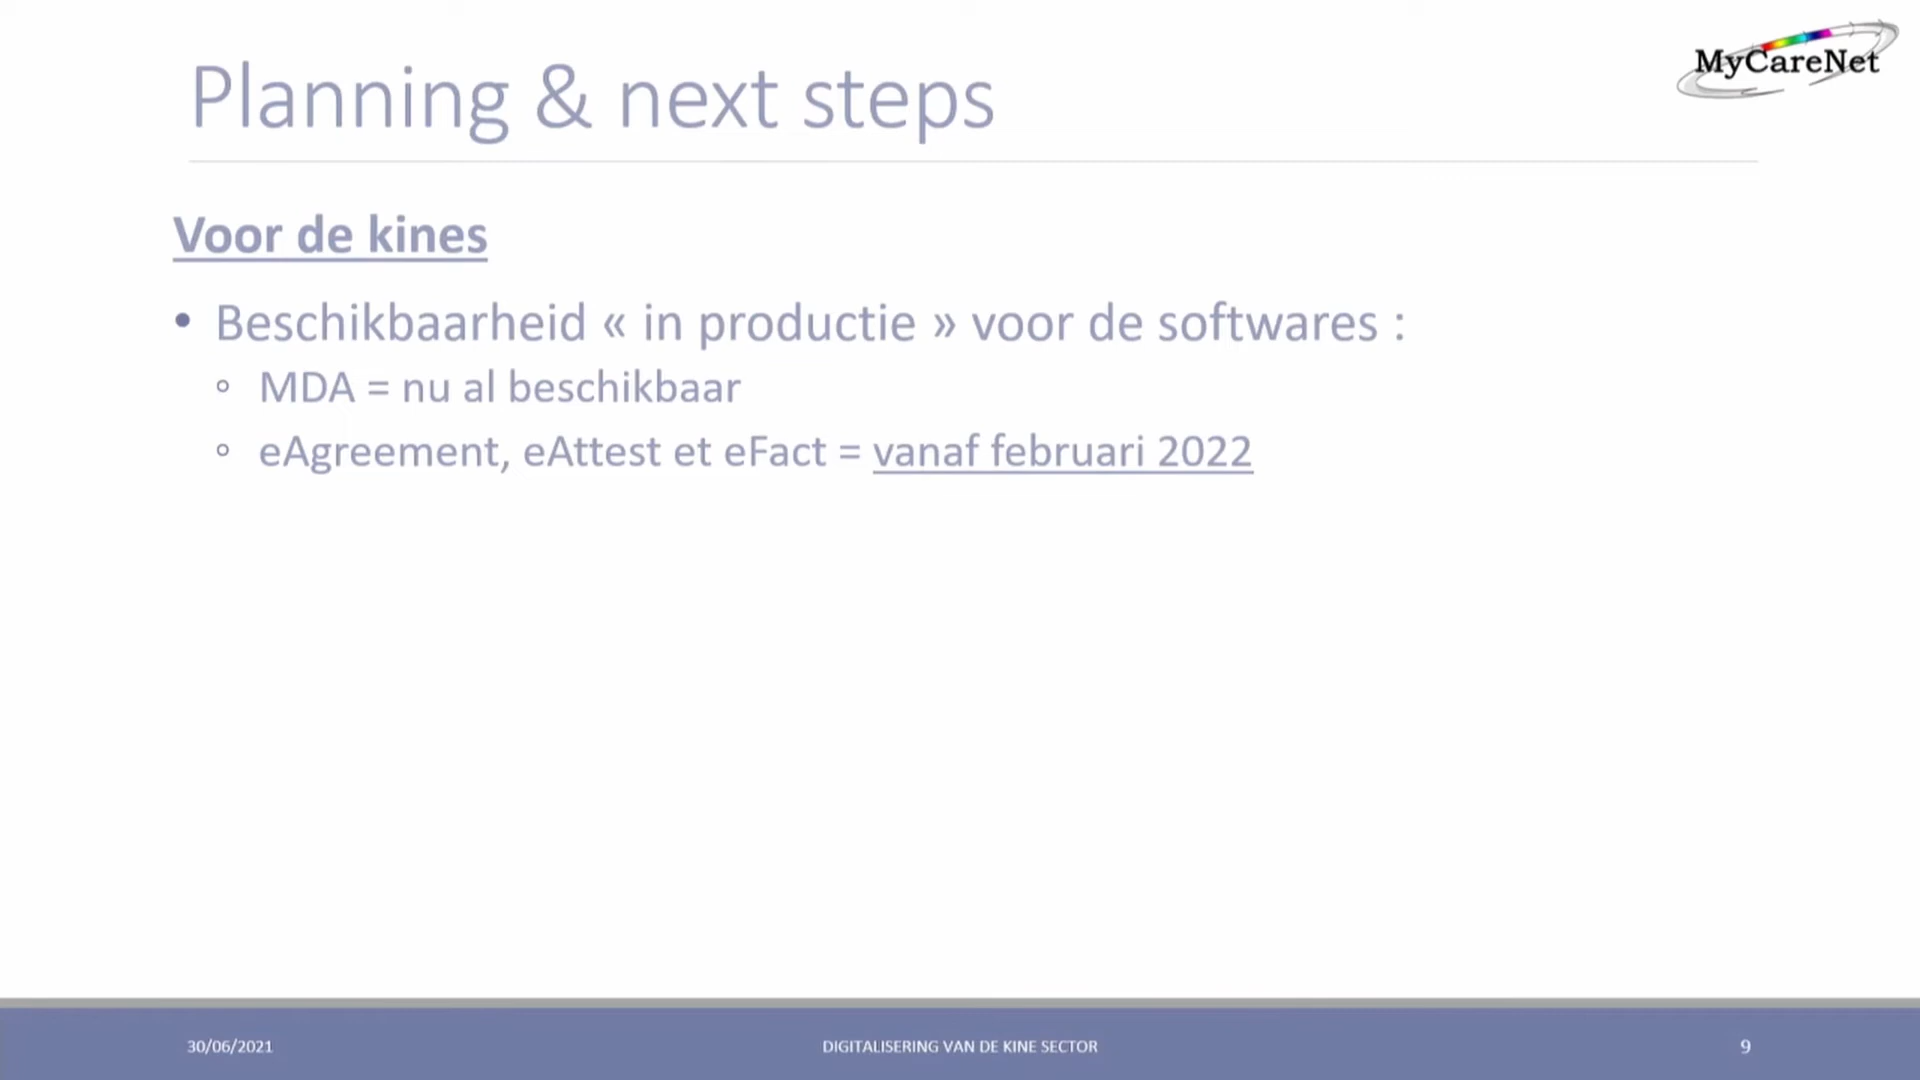 MyCareNet
Planning & next steps
Voor de kines
• Beschikbaarheid « in productie » voor de softwares :
◦ MDA = nu al beschikbaar
◦ eAgreement, eAttest et eFact = vanaf februari 2022
30/06/2021
DIGITALISERING VAN DE KINE SECTOR
9